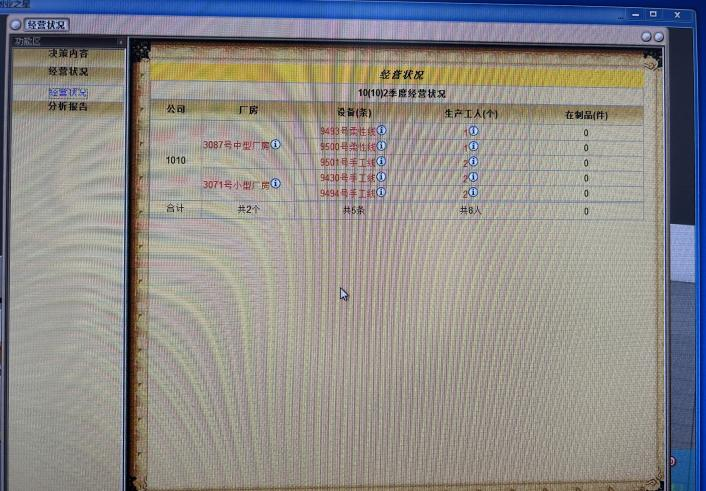 创业之星
经营状况
功能区
决策内容
经营状况
经营状况
分析报告
经营状况
10(10)2季度经营状况
公司 厂房 设备(条) 生产工人(个) 在制品(件)
1010 3087号中型厂房 9493号柔性线 1 0
9500号柔性线 1 0
9501号手工线 2 0
3071号小型厂房 9430号手工线 2 0
9494号手工线 2 0
合计 共2个 共5条 共8人 0